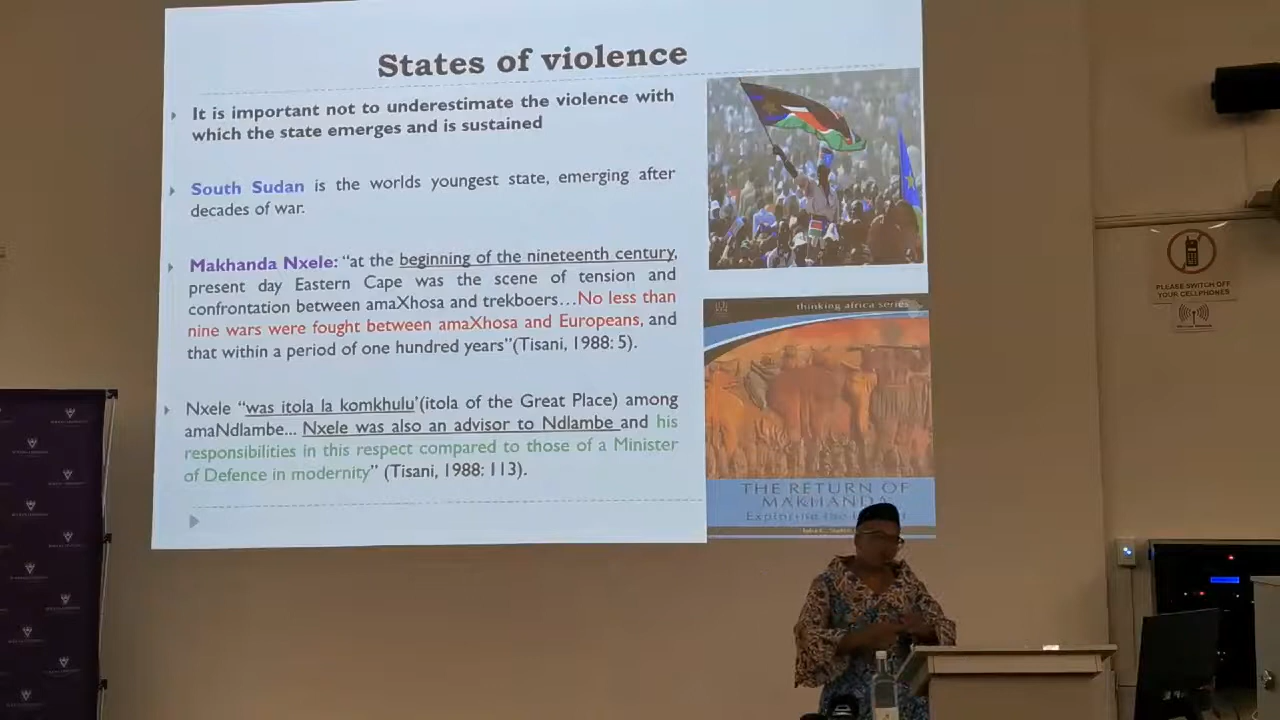 States of violence
It is important not to underestimate the violence with
which the state emerges and is sustained
South Sudan is the worlds youngest state, emerging after
decades of war.
Makhanda Nxele: “at the beginning of the nineteenth century,
present day Eastern Cape was the scene of tension and
confrontation between amaXhosa and trekboers…No less than
nine wars were fought between amaXhosa and Europeans, and
that within a period of one hundred years”(Tisani, 1988: 5).
Nxele “was itola la komkhulu’(itola of the Great Place) among
amaNdlambe... Nxele was also an advisor to Ndlambe and his
responsibilities in this respect compared to those of a Minister
of Defence in modernity” (Tisani, 1988: 113).
thinking africa series
THE RETURN OF
MAKHANDA
Exploring the
PLEASE SWITCH OFF
YOUR CELLPHONES